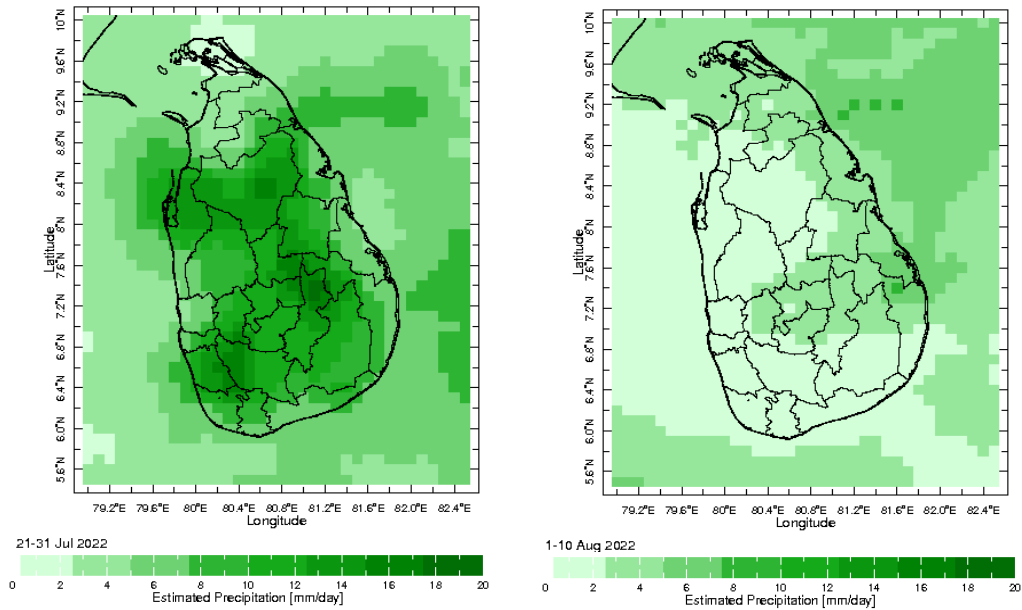 10°N
9.6°N
9.2°N
8.8°N
8.4°N
8°N
7.6°N
7.2°N
6.8°N
6.4°N
6.0°N
5.6°N
Latitude
79.2°E 79.6°E 80°E 80.4°E 80.8°E 81.2°E 81.6°E 82.0°E 82.4°E
Longitude
21-31 Jul 2022
0 2 4 6 8 10 12 14 16 18 20
Estimated Precipitation [mm/day]
10°N
9.6°N
9.2°N
8.8°N
8.4°N
8°N
7.6°N
7.2°N
6.8°N
6.4°N
6.0°N
5.6°N
Latitude
79.2°E 79.6°E 80°E 80.4°E 80.8°E 81.2°E 81.6°E 82.0°E 82.4°E
Longitude
1-10 Aug 2022
0 2 4 6 8 10 12 14 16 18 20
Estimated Precipitation [mm/day]